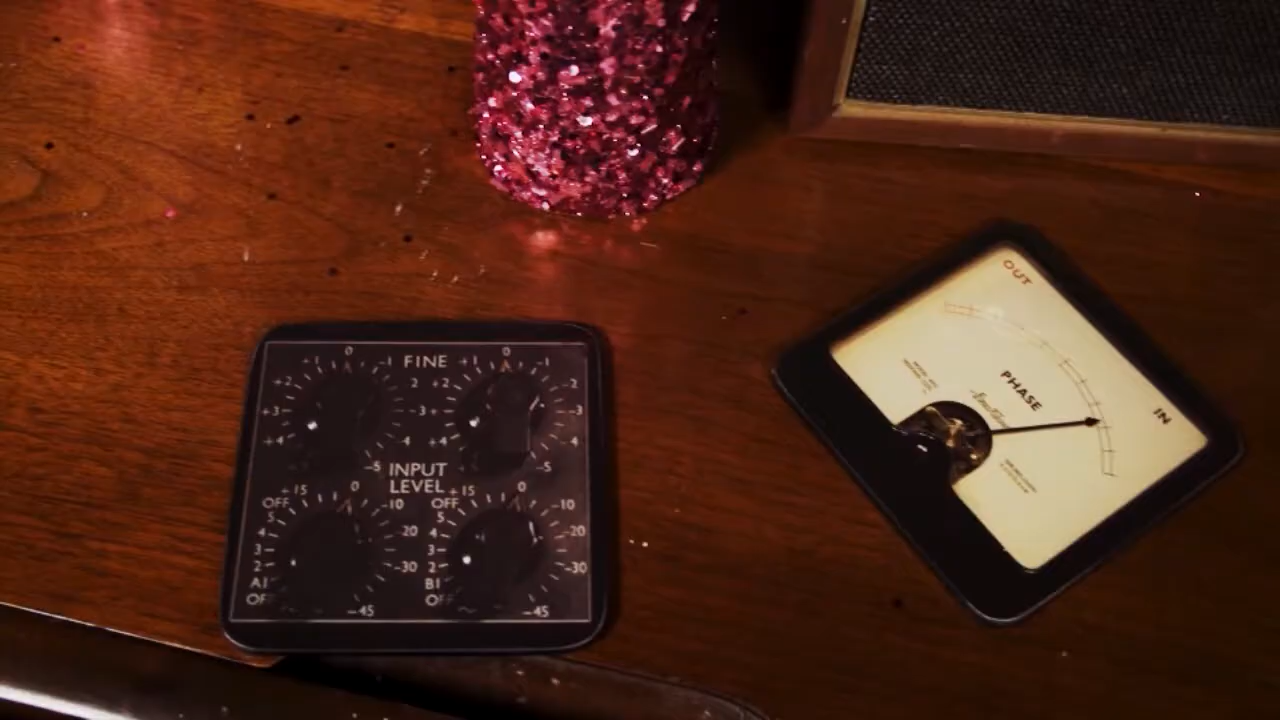 0 0
+1 -1 FINE +1 -1
+2 2 +2 -2
+3 -3 + -3
+4 -4 +4 4
-5 -5
INPUT
LEVEL
+15 0 +15 0
OFF -10 OFF -10
5 5
4 -20 4 -20
3 3
2 -30 2 -30
A1 B1
OFF -45 OFF -45
OUT
PHASE
IN